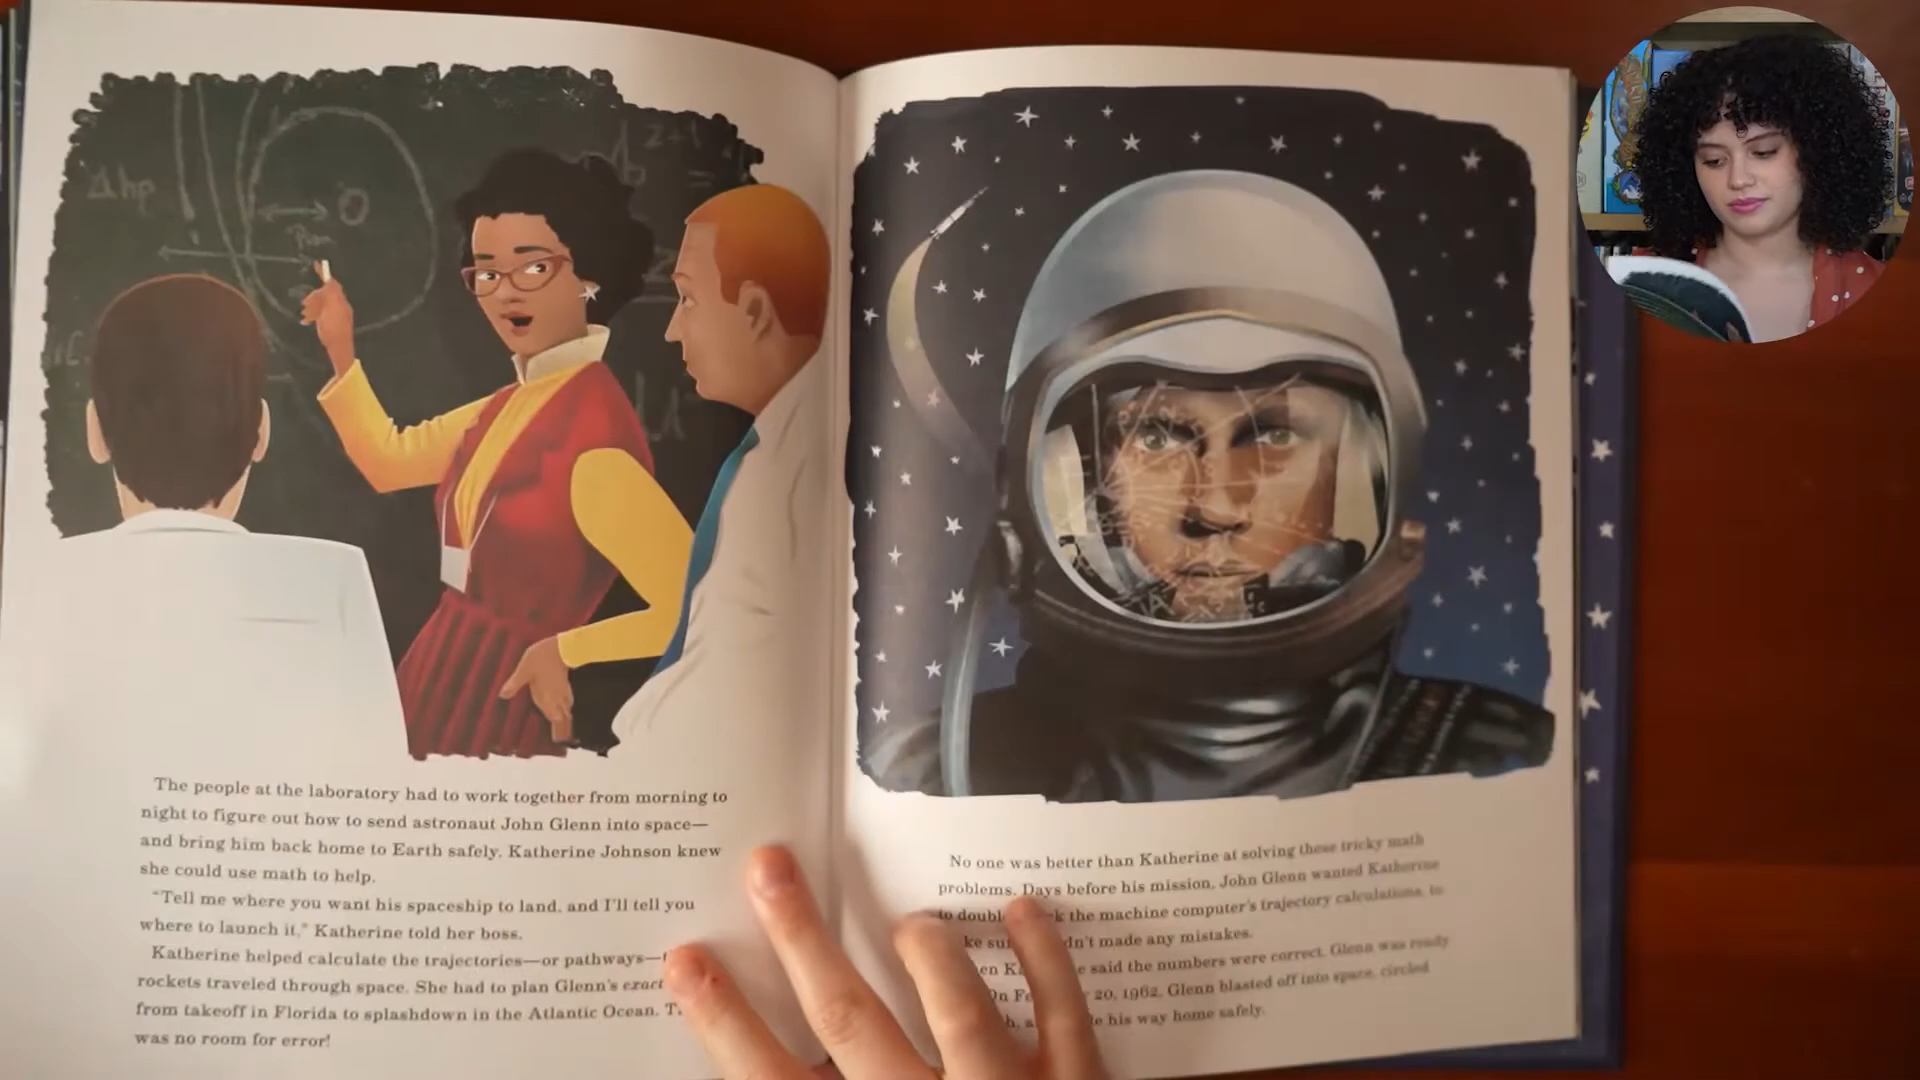 Δhp
The people at the laboratory had to work together from morning to
night to figure out how to send astronaut John Glenn into space—
and bring him back home to Earth safely. Katherine Johnson knew
she could use math to help.
"Tell me where you want his spaceship to land, and I'll tell you
where to launch it," Katherine told her boss.
Katherine helped calculate the trajectories—or pathways—
rockets traveled through space. She had to plan Glenn's exact
from takeoff in Florida to splashdown in the Atlantic Ocean.
was no room for error!
No one was better than Katherine at solving these tricky math
problems. Days before his mission, John Glenn wanted Katherine
to the machine computer's trajectory calculations, to
made any mistakes.
said the numbers were correct, Glenn was ready
On 20, 1962, Glenn blasted off into space, circled
his way home safely.